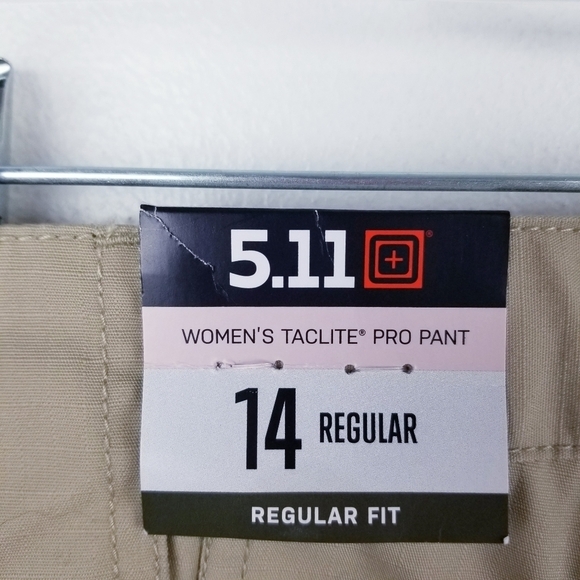 5.11®
WOMEN'S TACLITE® PRO PANT
14 REGULAR
REGULAR FIT